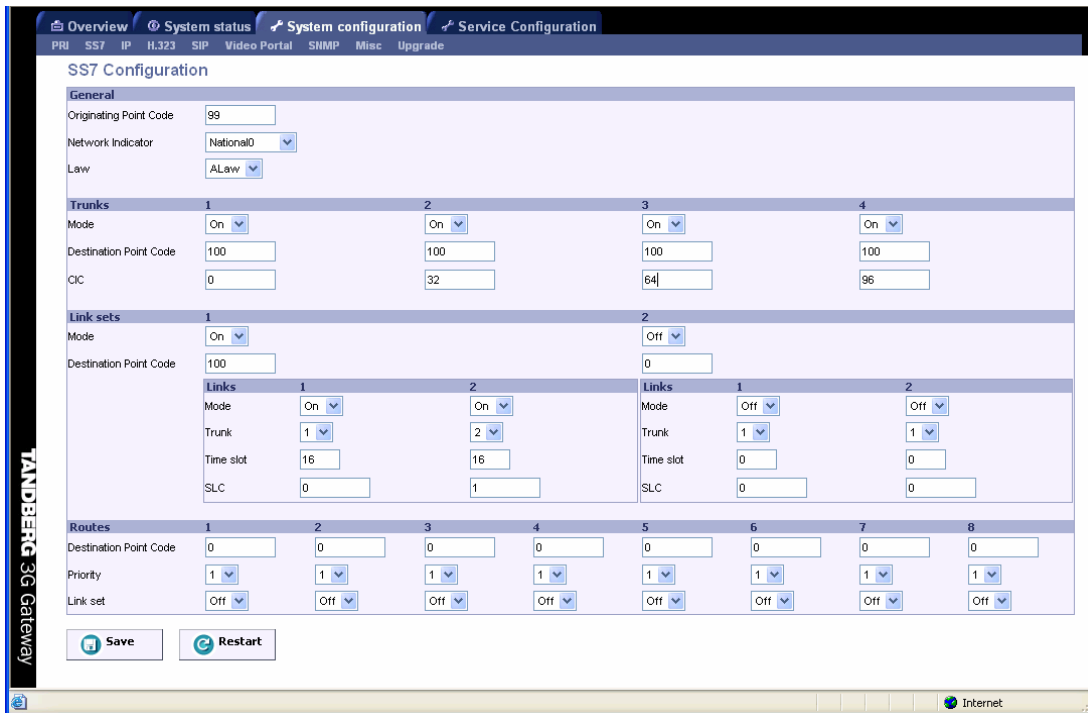 Overview System status System configuration Service Configuration
PRI SS7 IP H.323 SIP Video Portal SNMP Misc Upgrade
SS7 Configuration
General
Originating Point Code 99
Network Indicator National0
Law ALaw
Trunks 1 2 3 4
Mode On On On On
Destination Point Code 100 100 100 100
CIC 0 32 64 96
Link sets 1 2
Mode On Off
Destination Point Code 100 0
Links 1 2 Links 1 2
Mode On On Mode Off Off
Trunk 1 2 Trunk 1 1
Time slot 16 16 Time slot 0 0
SLC 0 1 SLC 0 0
Routes 1 2 3 4 5 6 7 8
Destination Point Code 0 0 0 0 0 0 0 0
Priority 1 1 1 1 1 1 1 1
Link set Off Off Off Off Off Off Off Off
Save Restart
TANDBERG 3G Gateway
Internet